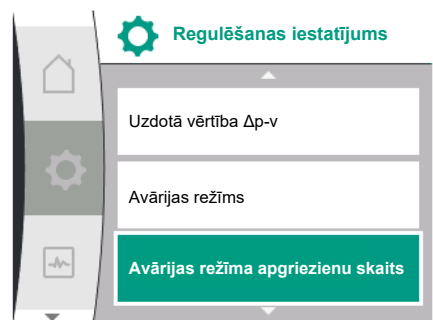 Regulēšanas iestatījums
Uzdotā vērtība Δp-v
Avārijas režīms
Avārijas režīma apgriezienu skaits